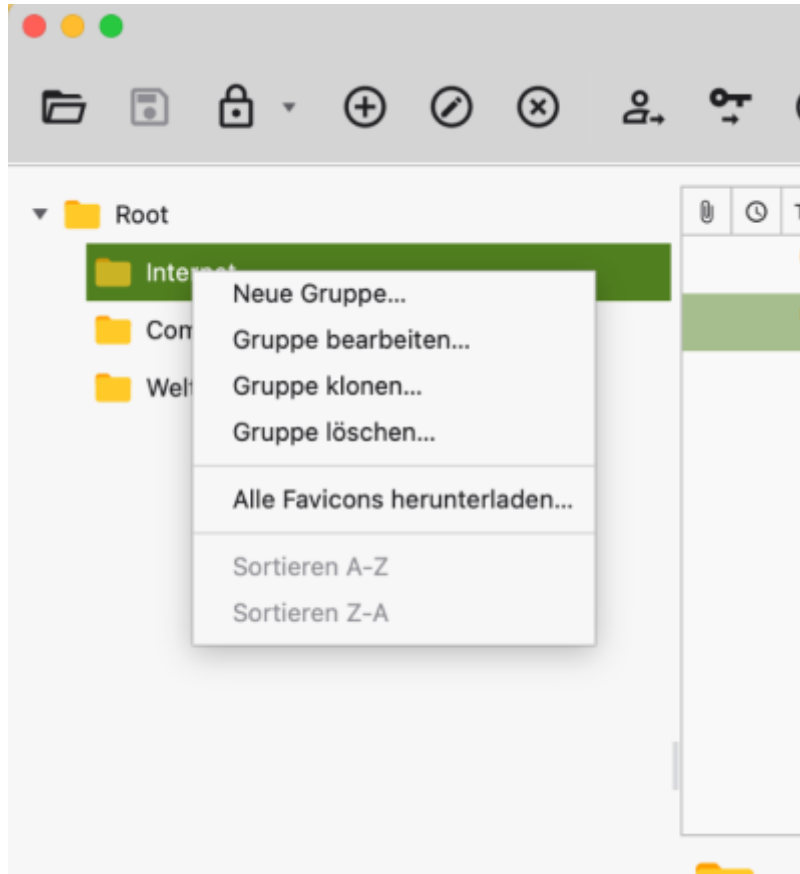 Root
Neue Gruppe...
Gruppe bearbeiten...
Gruppe klonen...
Gruppe löschen...
Alle Favicons herunterladen...
Sortieren A-Z
Sortieren Z-A